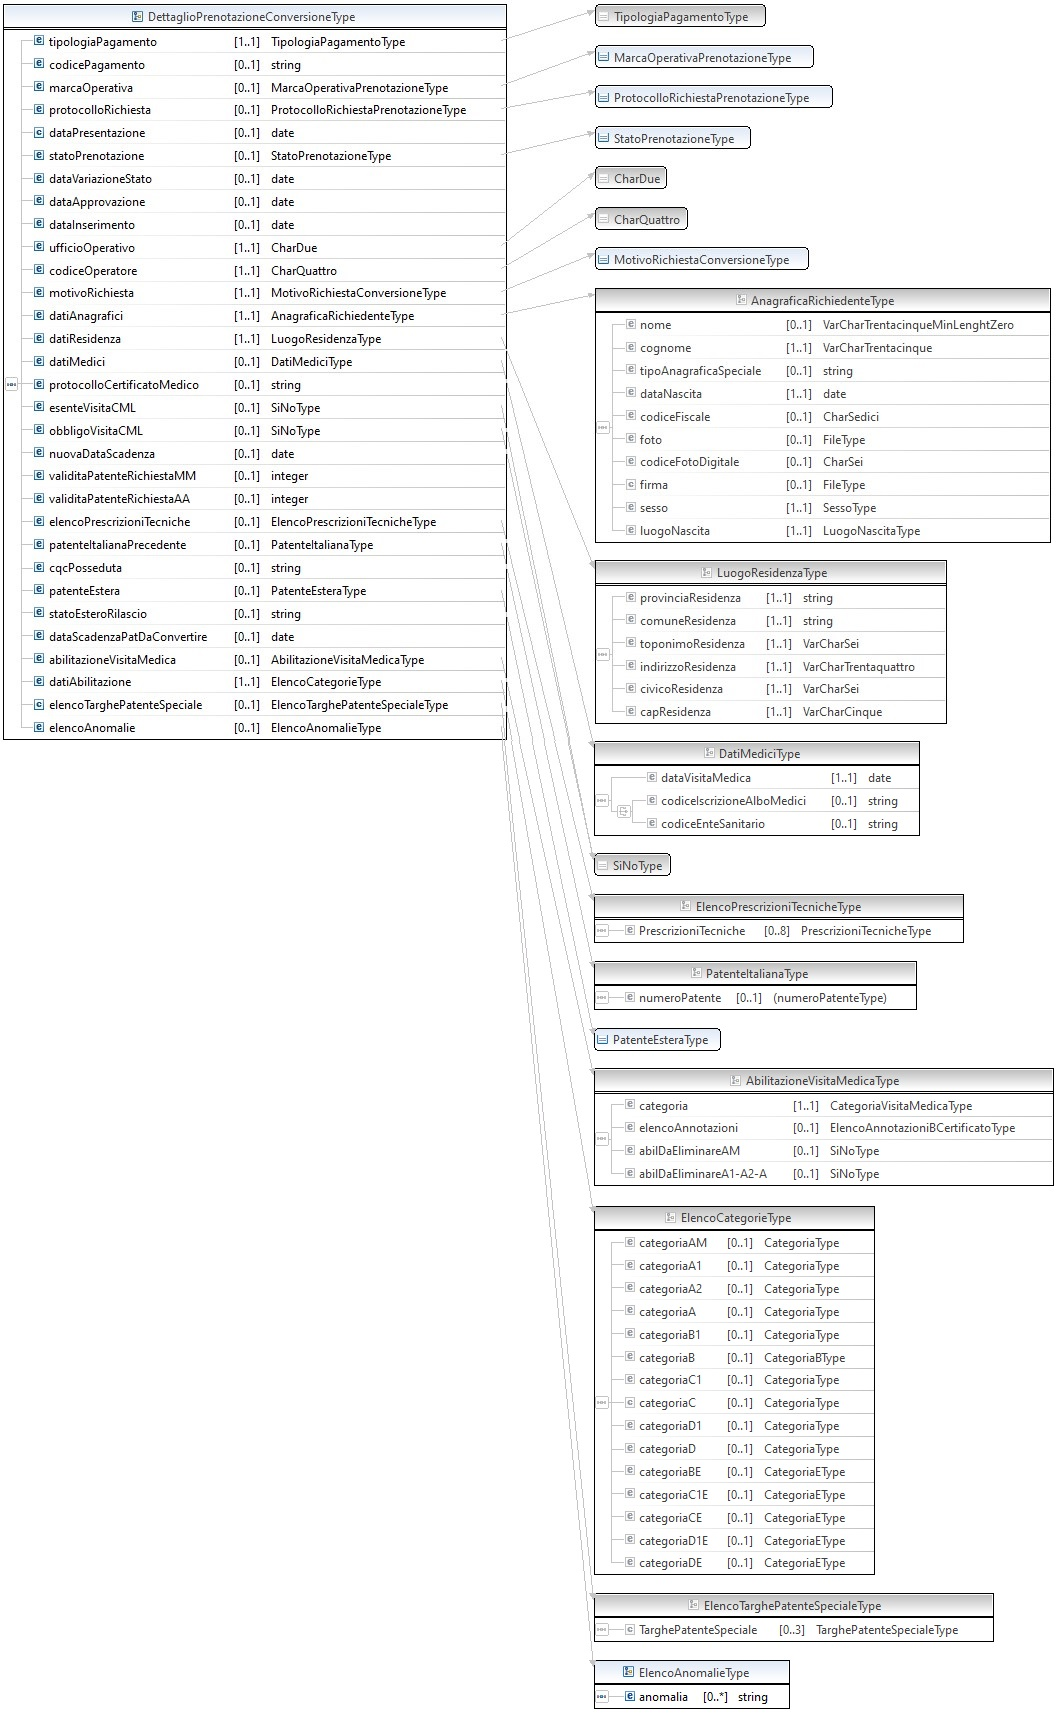 DettaglioPrenotazioneConversioneType
tipologiaPagamento [1..1] TipologiaPagamentoType
codicePagamento [0..1] string
marcaOperativa [0..1] MarcaOperativaPrenotazioneType
protocolloRichiesta [0..1] ProtocolloRichiestaPrenotazioneType
dataPresentazione [0..1] date
statoPrenotazione [0..1] StatoPrenotazioneType
dataVariazioneStato [0..1] date
dataApprovazione [0..1] date
dataInserimento [0..1] date
ufficioOperativo [1..1] CharDue
codiceOperatore [1..1] CharQuattro
motivoRichiesta [1..1] MotivoRichiestaConversioneType
datiAnagrafici [1..1] AnagraficaRichiedenteType
datiResidenza [1..1] LuogoResidenzaType
datiMedici [0..1] DatiMediciType
protocolloCertificatoMedico [0..1] string
esenteVisitaCML [0..1] SiNoType
obbligoVisitaCML [0..1] SiNoType
nuovaDataScadenza [0..1] date
validitaPatenteRichiestaMM [0..1] integer
validitaPatenteRichiestaAA [0..1] integer
elencoPrescrizioniTecniche [0..1] ElencoPrescrizioniTecnicheType
patenteItalianaPrecedente [0..1] PatenteItalianaType
cqcPosseduta [0..1] string
patenteEstera [0..1] PatenteEsteraType
statoEsteroRilascio [0..1] string
dataScadenzaPatDaConvertire [0..1] date
abilitazioneVisitaMedica [0..1] AbilitazioneVisitaMedicaType
datiAbilitazione [1..1] ElencoCategorieType
elencoTarghePatenteSpeciale [0..1] ElencoTarghePatenteSpecialeType
elencoAnomalie [0..1] ElencoAnomalieType
TipologiaPagamentoType
MarcaOperativaPrenotazioneType
ProtocolloRichiestaPrenotazioneType
StatoPrenotazioneType
CharDue
CharQuattro
MotivoRichiestaConversioneType
AnagraficaRichiedenteType
nome [0..1] VarCharTrentacinqueMinLenghtZero
cognome [1..1] VarCharTrentacinque
tipoAnagraficaSpeciale [0..1] string
dataNascita [1..1] date
codiceFiscale [0..1] CharSedici
foto [0..1] FileType
codiceFotoDigitale [0..1] CharSei
firma [0..1] FileType
sesso [1..1] SessoType
luogoNascita [1..1] LuogoNascitaType
LuogoResidenzaType
provinciaResidenza [1..1] string
comuneResidenza [1..1] string
toponimoResidenza [1..1] VarCharSei
indirizzoResidenza [1..1] VarCharTrentaquattro
civicoResidenza [1..1] VarCharSei
capResidenza [1..1] VarCharCinque
DatiMediciType
dataVisitaMedica [1..1] date
codiceIscrizioneAlboMedici [0..1] string
codiceEnteSanitario [0..1] string
SiNoType
ElencoPrescrizioniTecnicheType
PrescrizioniTecniche [0..8] PrescrizioniTecnicheType
PatenteItalianaType
numeroPatente [0..1] (numeroPatenteType)
PatenteEsteraType
AbilitazioneVisitaMedicaType
categoria [1..1] CategoriaVisitaMedicaType
elencoAnnotazioni [0..1] ElencoAnnotazioniBCertificatoType
abilDaEliminareAM [0..1] SiNoType
abilDaEliminareA1-A2-A [0..1] SiNoType
ElencoCategorieType
categoriaAM [0..1] CategoriaType
categoriaA1 [0..1] CategoriaType
categoriaA2 [0..1] CategoriaType
categoriaA [0..1] CategoriaType
categoriaB1 [0..1] CategoriaType
categoriaB [0..1] CategoriaBType
categoriaC1 [0..1] CategoriaType
categoriaC [0..1] CategoriaType
categoriaD1 [0..1] CategoriaType
categoriaD [0..1] CategoriaType
categoriaBE [0..1] CategoriaEType
categoriaC1E [0..1] CategoriaEType
categoriaCE [0..1] CategoriaEType
categoriaD1E [0..1] CategoriaEType
categoriaDE [0..1] CategoriaEType
ElencoTarghePatenteSpecialeType
TarghePatenteSpeciale [0..3] TarghePatenteSpecialeType
ElencoAnomalieType
anomalia [0..*] string